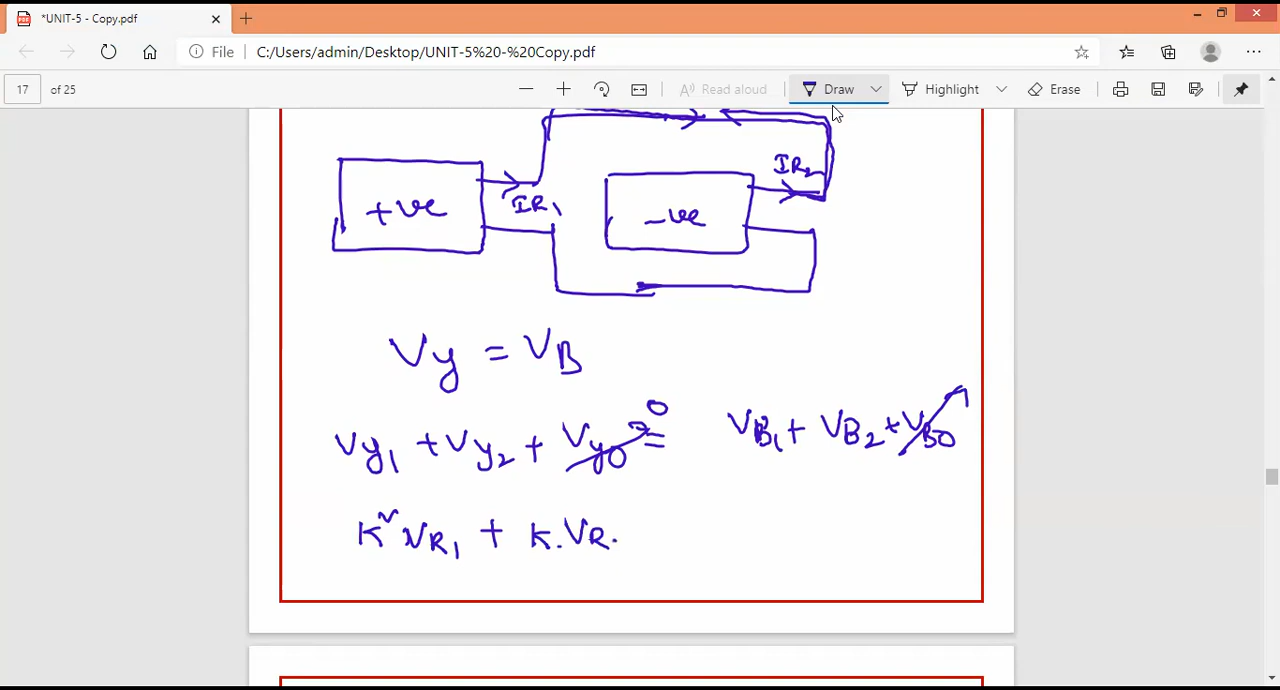 *UNIT-5 - Copy.pdf
File C:/Users/admin/Desktop/UNIT-5%20-%20Copy.pdf
17 of 25 Read aloud Draw Highlight Erase
+ve IR₁ -ve IR₂
Vy = VB
Vy₁ + Vy₂ + Vy0 = 0 VB₁ + VB₂ + VB0
K² VR₁ + K. VR.